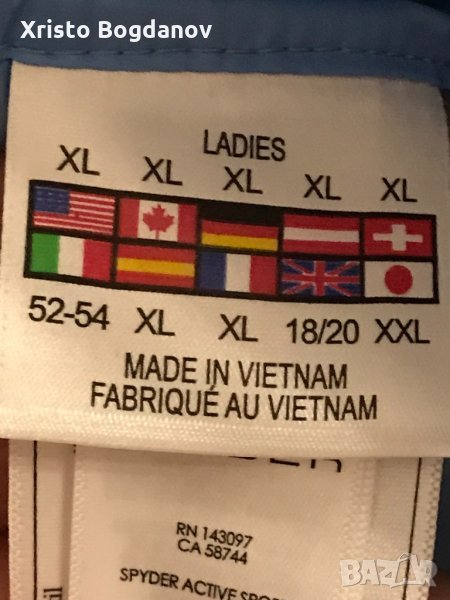 Xristo Bogdanov
LADIES
XL XL XL XL XL
52-54 XL XL 18/20 XXL
MADE IN VIETNAM
FABRIQUÉ AU VIETNAM
RN 143097
CA 58744
SPYDER ACTIVE
BAZAR